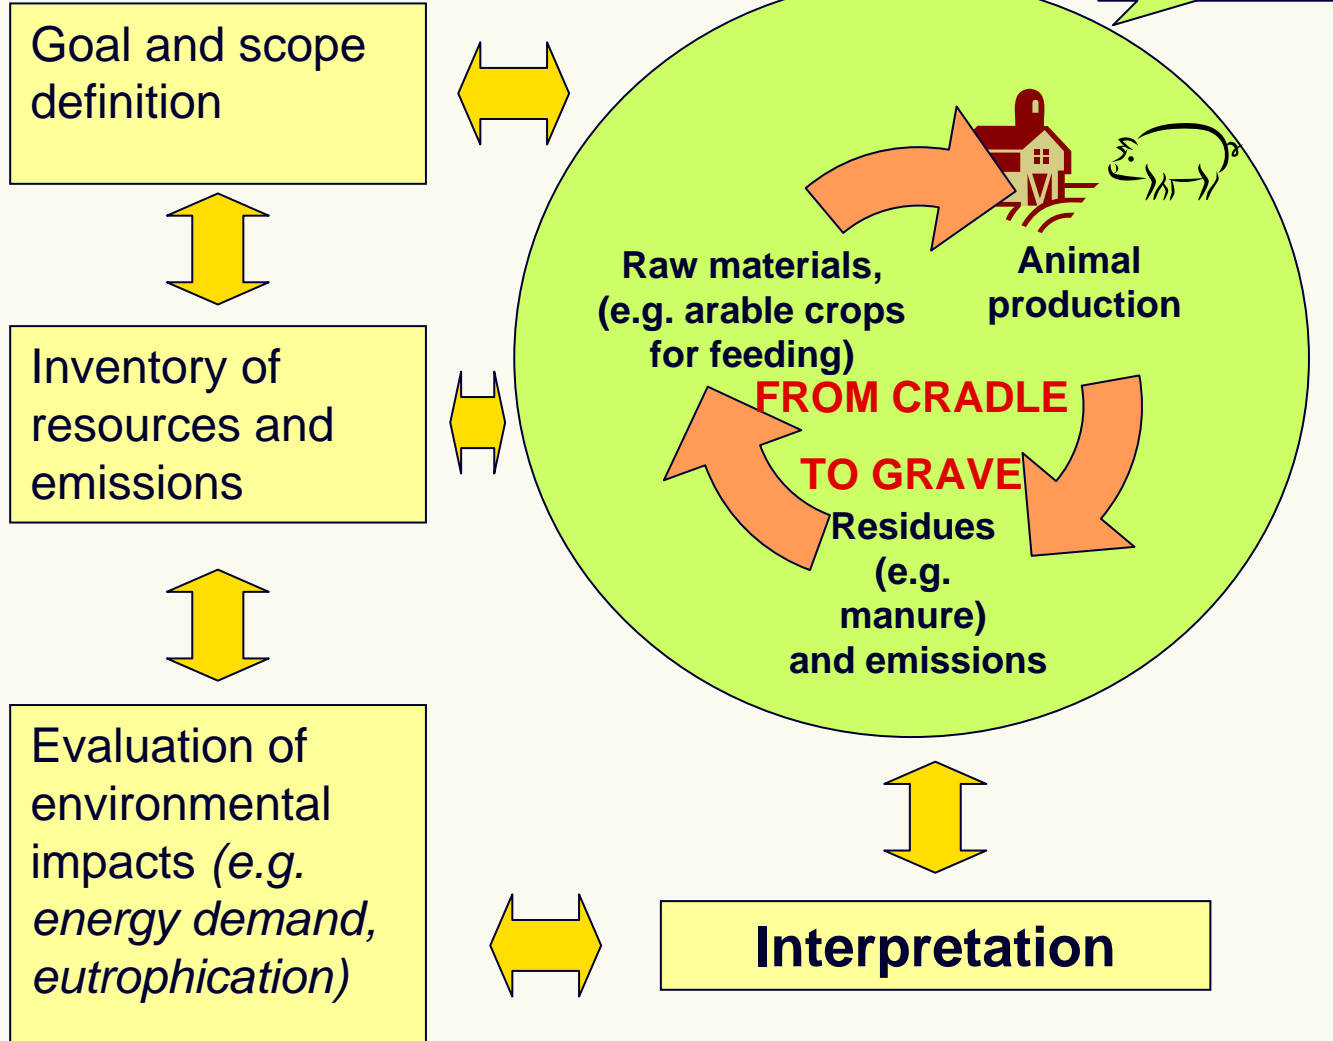 Goal and scope
definition
Inventory of
resources and
emissions
Evaluation of
environmental
impacts (e.g.
energy demand,
eutrophication)
Raw materials,
(e.g. arable crops
for feeding)
Animal
production
FROM CRADLE
TO GRAVE
Residues
(e.g.
manure)
and emissions
Interpretation